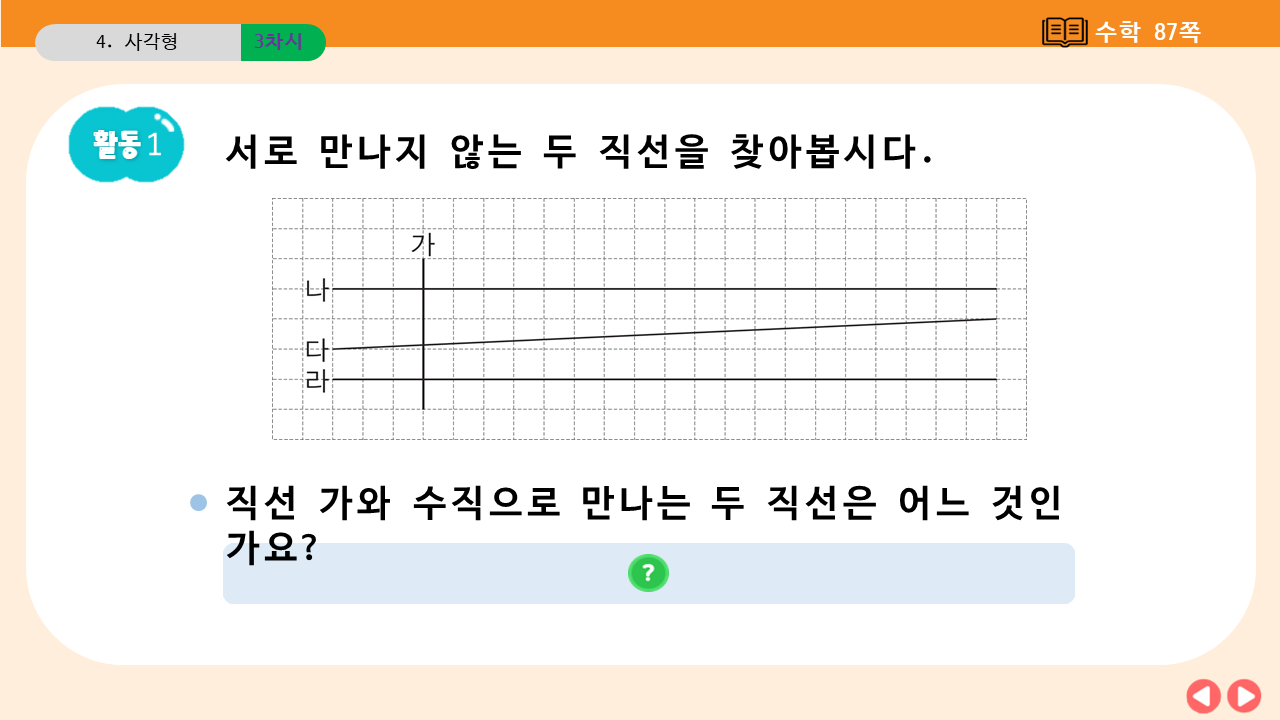 4. 사각형
3차시
수학 87쪽
활동 1
서로 만나지 않는 두 직선을 찾아봅시다.
가
나
다
라
직선 가와 수직으로 만나는 두 직선은 어느 것인
가요?
?